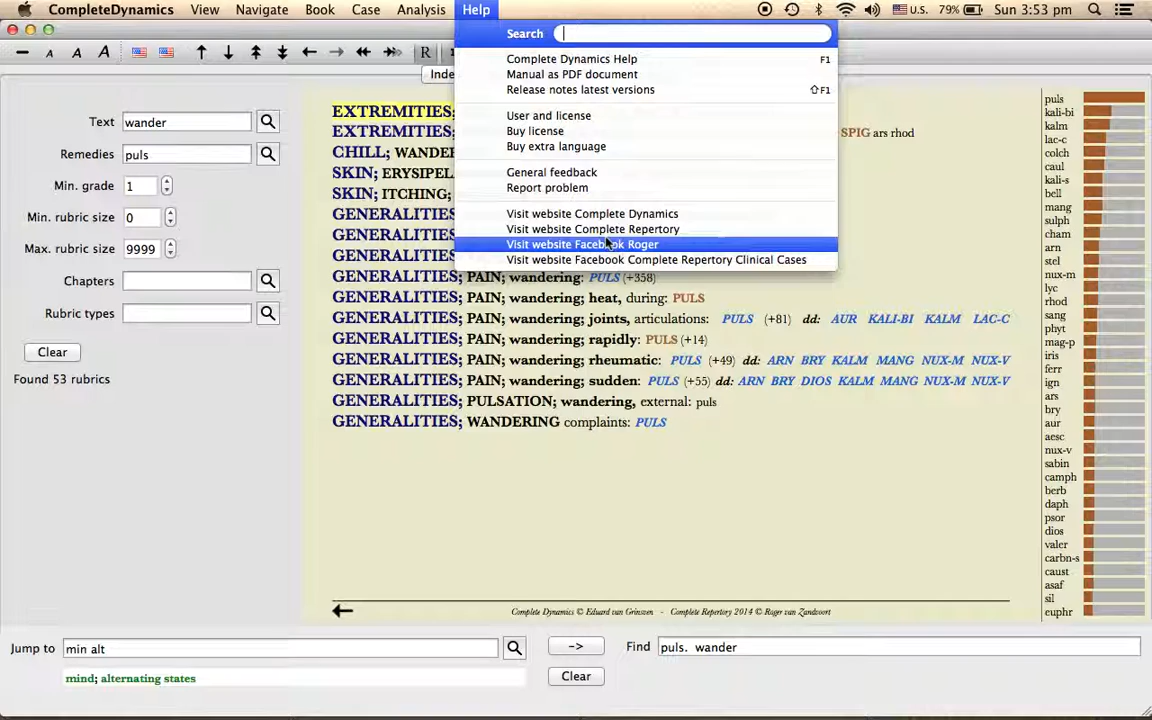 CompleteDynamics View Navigate Book Case Analysis Help 79% U.S. Sun 3:53 pm
Search
Complete Dynamics Help F1
Manual as PDF document
Release notes latest versions ⇧F1
User and license
Buy license
Buy extra language
General feedback
Report problem
Visit website Complete Dynamics
Visit website Complete Repertory
Visit website Facebook Roger
Visit website Facebook Complete Repertory Clinical Cases
A A A R
Inde
Text wander
Remedies puls
Min. grade 1
Min. rubric size 0
Max. rubric size 9999
Chapters
Rubric types
Clear
Found 53 rubrics
EXTREMITIES;
EXTREMITIES; SPIG ars rhod
CHILL; WANDE
SKIN; ERYSIPEL
SKIN; ITCHING;
GENERALITIES
GENERALITIES
GENERALITIES
GENERALITIES; PAIN; wandering: PULS (+358)
GENERALITIES; PAIN; wandering; heat, during: PULS
GENERALITIES; PAIN; wandering; joints, articulations: PULS (+81) dd: AUR KALI-BI KALM LAC-C
GENERALITIES; PAIN; wandering; rapidly: PULS (+14)
GENERALITIES; PAIN; wandering; rheumatic: PULS (+49) dd: ARN BRY KALM MANG NUX-M NUX-V
GENERALITIES; PAIN; wandering; sudden: PULS (+55) dd: ARN BRY DIOS KALM MANG NUX-M NUX-V
GENERALITIES; PULSATION; wandering, external: puls
GENERALITIES; WANDERING complaints: PULS
Complete Dynamics © Eduard van Grinsven - Complete Repertory 2014 © Roger van Zandvoort
puls
kali-bi
kalm
lac-c
colch
caul
kali-s
bell
mang
sulph
cham
arn
stel
nux-m
lyc
rhod
sang
phyt
mag-p
iris
ferr
ign
ars
bry
aur
aesc
nux-v
sabin
camph
berb
daph
psor
dios
valer
carbn-s
caust
asaf
sil
euphr
Jump to min alt -> Find puls. wander
mind; alternating states Clear